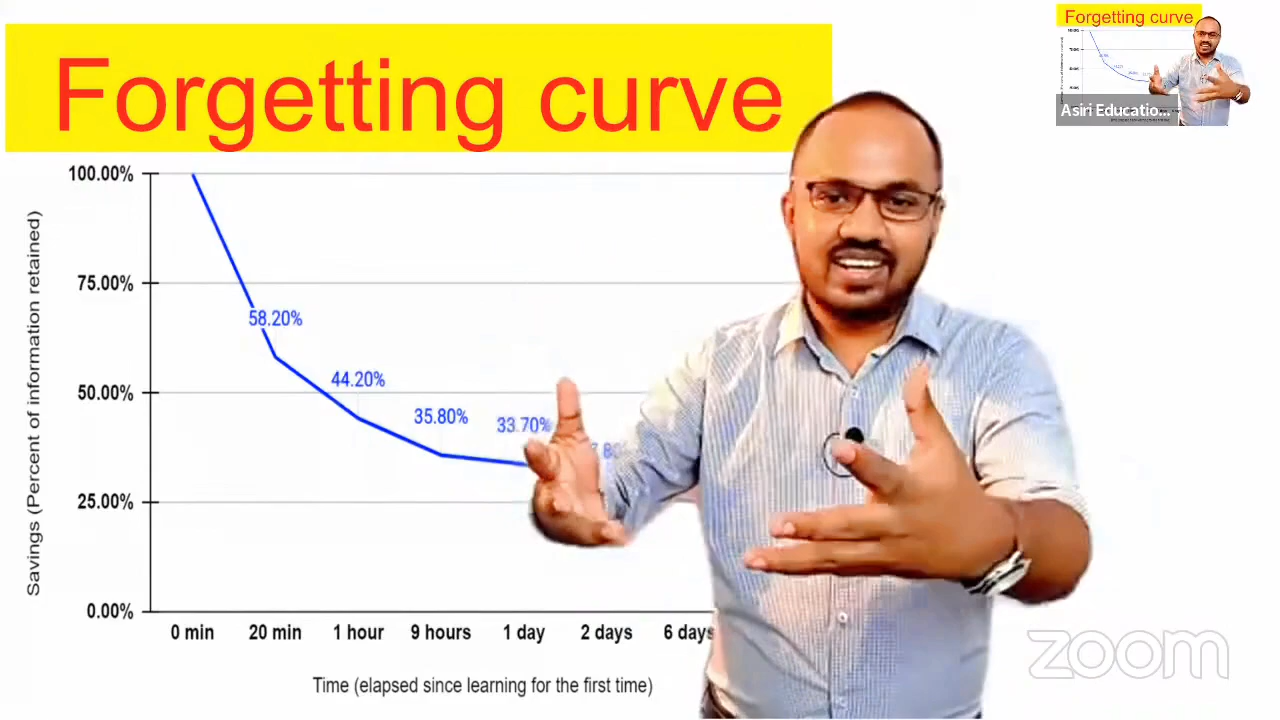 Forgetting curve
Forgetting curve
Asiri Educatio...
100.00%
75.00%
50.00%
25.00%
0.00%
58.20%
44.20%
35.80%
33.70%
Savings (Percent of information retained)
0 min 20 min 1 hour 9 hours 1 day 2 days 6 days
Time (elapsed since learning for the first time)
zoom